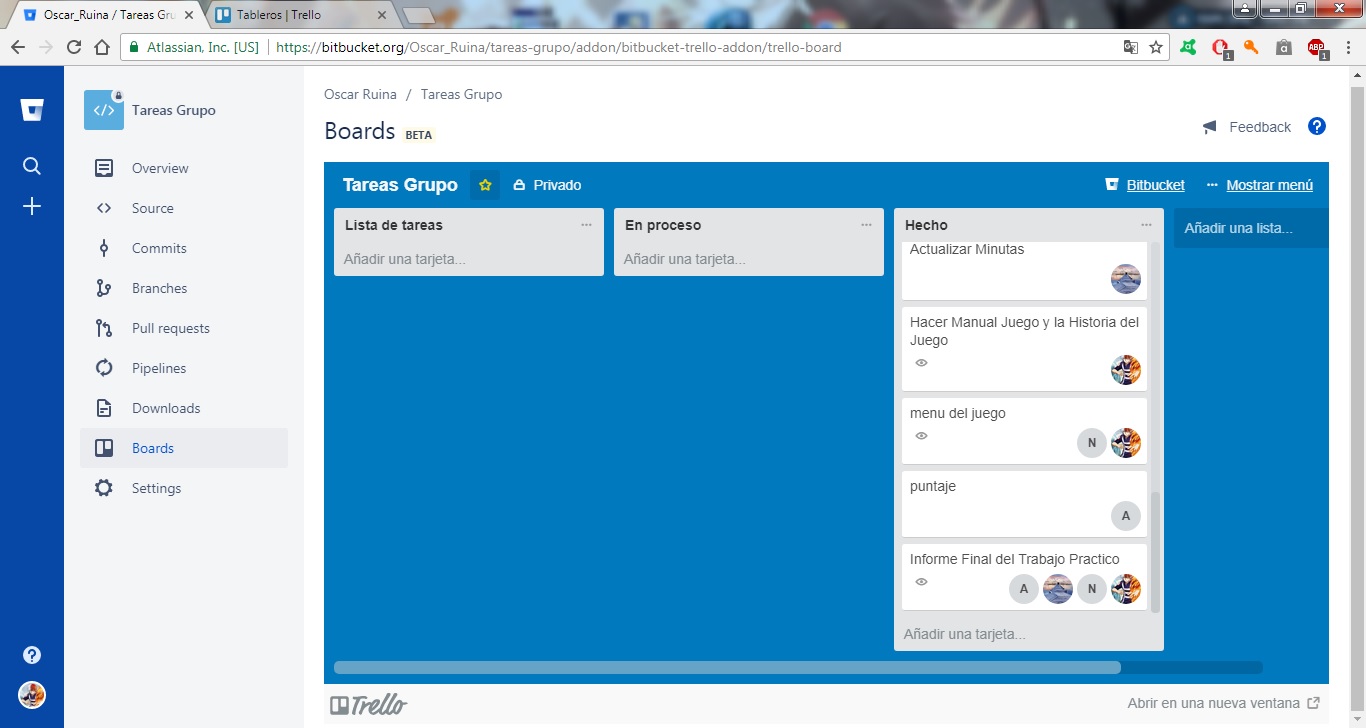 Oscar_Ruina / Tareas Gru
Tableros | Trello
Atlassian, Inc. [US]
https://bitbucket.org/Oscar_Ruina/tareas-grupo/addon/bitbucket-trello-addon/trello-board
1
ABP
1
Tareas Grupo
Overview
Source
Commits
Branches
Pull requests
Pipelines
Downloads
Boards
Settings
Oscar Ruina / Tareas Grupo
Boards BETA
Feedback
Tareas Grupo
Privado
Bitbucket
Mostrar menú
Lista de tareas
Añadir una tarjeta...
En proceso
Añadir una tarjeta...
Hecho
Actualizar Minutas
Hacer Manual Juego y la Historia del
Juego
menu del juego
N
puntaje
A
Informe Final del Trabajo Practico
A
N
Añadir una tarjeta...
Añadir una lista...
Trello
Abrir en una nueva ventana